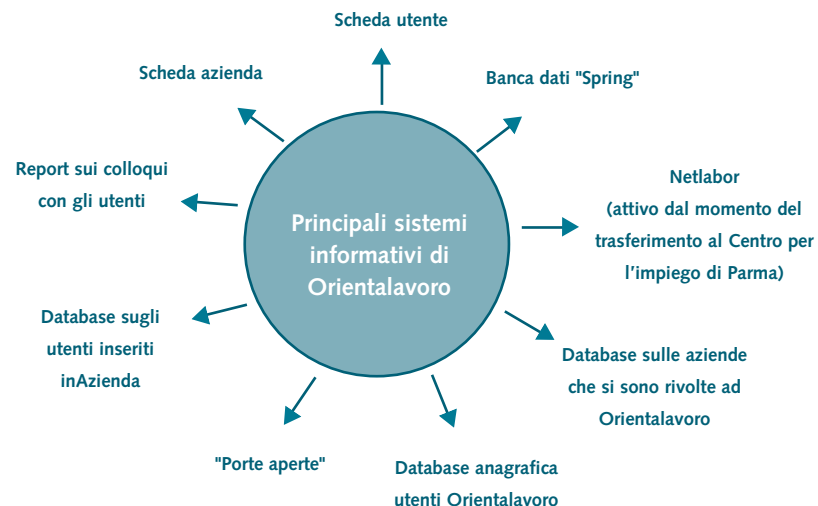 Scheda utente
Scheda azienda
Banca dati "Spring"
Report sui colloqui
con gli utenti
Netlabor
(attivo dal momento del
trasferimento al Centro per
l'impiego di Parma)
Principali sistemi
informativi di
Orientalavoro
Database sugli
utenti inseriti
inAzienda
Database sulle aziende
che si sono rivolte ad
Orientalavoro
"Porte aperte"
Database anagrafica
utenti Orientalavoro